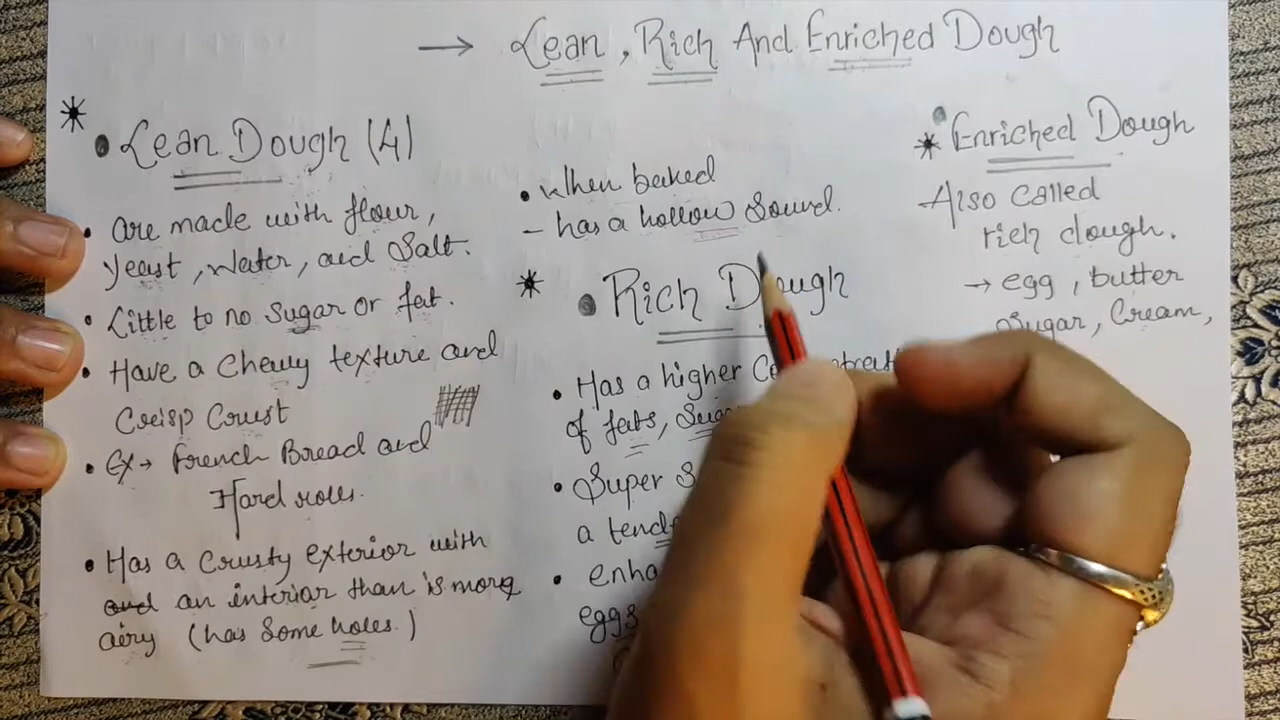 → Lean, Rich And Enriched Dough
* • Lean Dough (4)
• are made with flour,
yeast, water, and Salt.
• Little to no sugar or fat.
• Have a chewy texture and
Crisp Crust
• Ex → French Bread and
Hard rolls.
• Has a Crusty exterior with
an interior than is more
airy (has some holes.)
• When baked
- has a hollow Sound.
* • Rich Dough
• Has a higher
of fats,
• Super
a
•
eggs
• * Enriched Dough
Also called
rich dough.
→ egg, butter
Sugar, Cream,